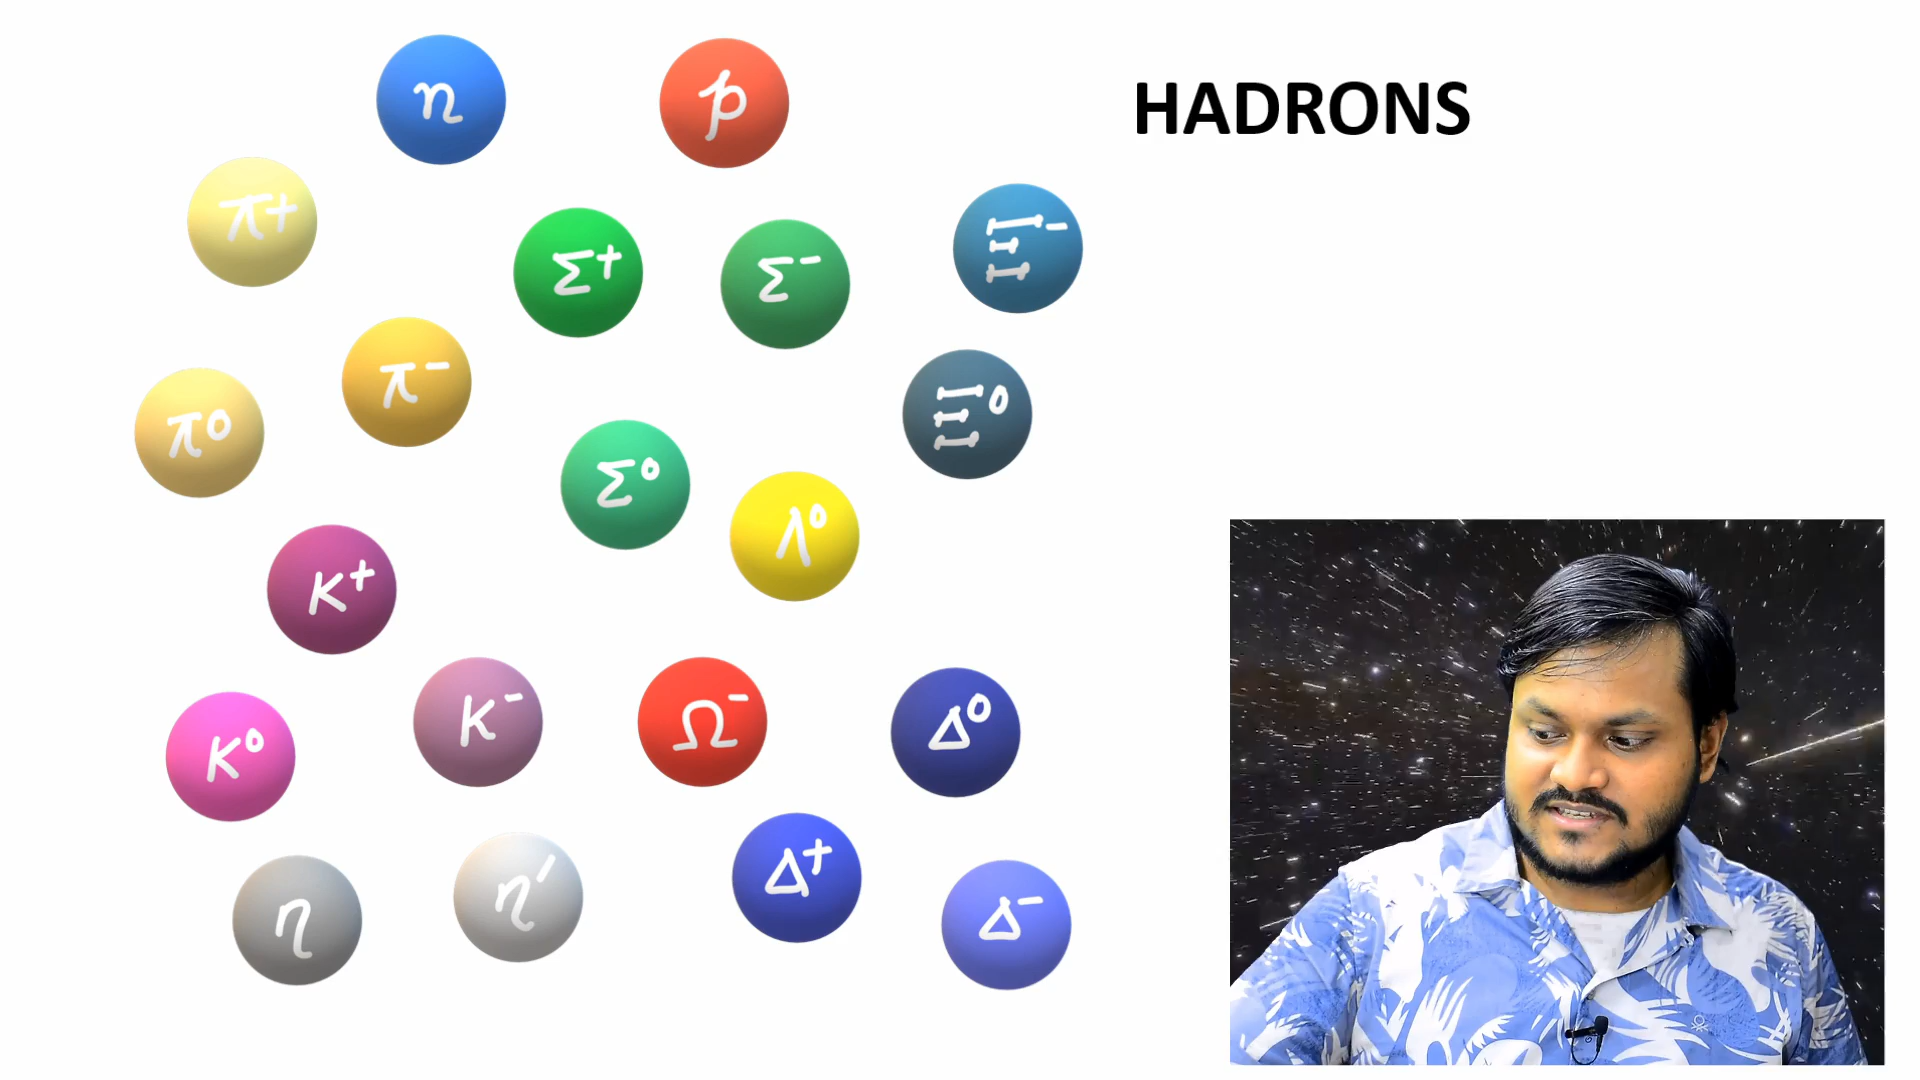 n
p
HADRONS
π+
Σ+
Σ-
Ξ-
π-
π0
Ξ0
Σ0
Λ0
K+
K-
Ω-
Δ0
K0
Δ+
η'
η
Δ-